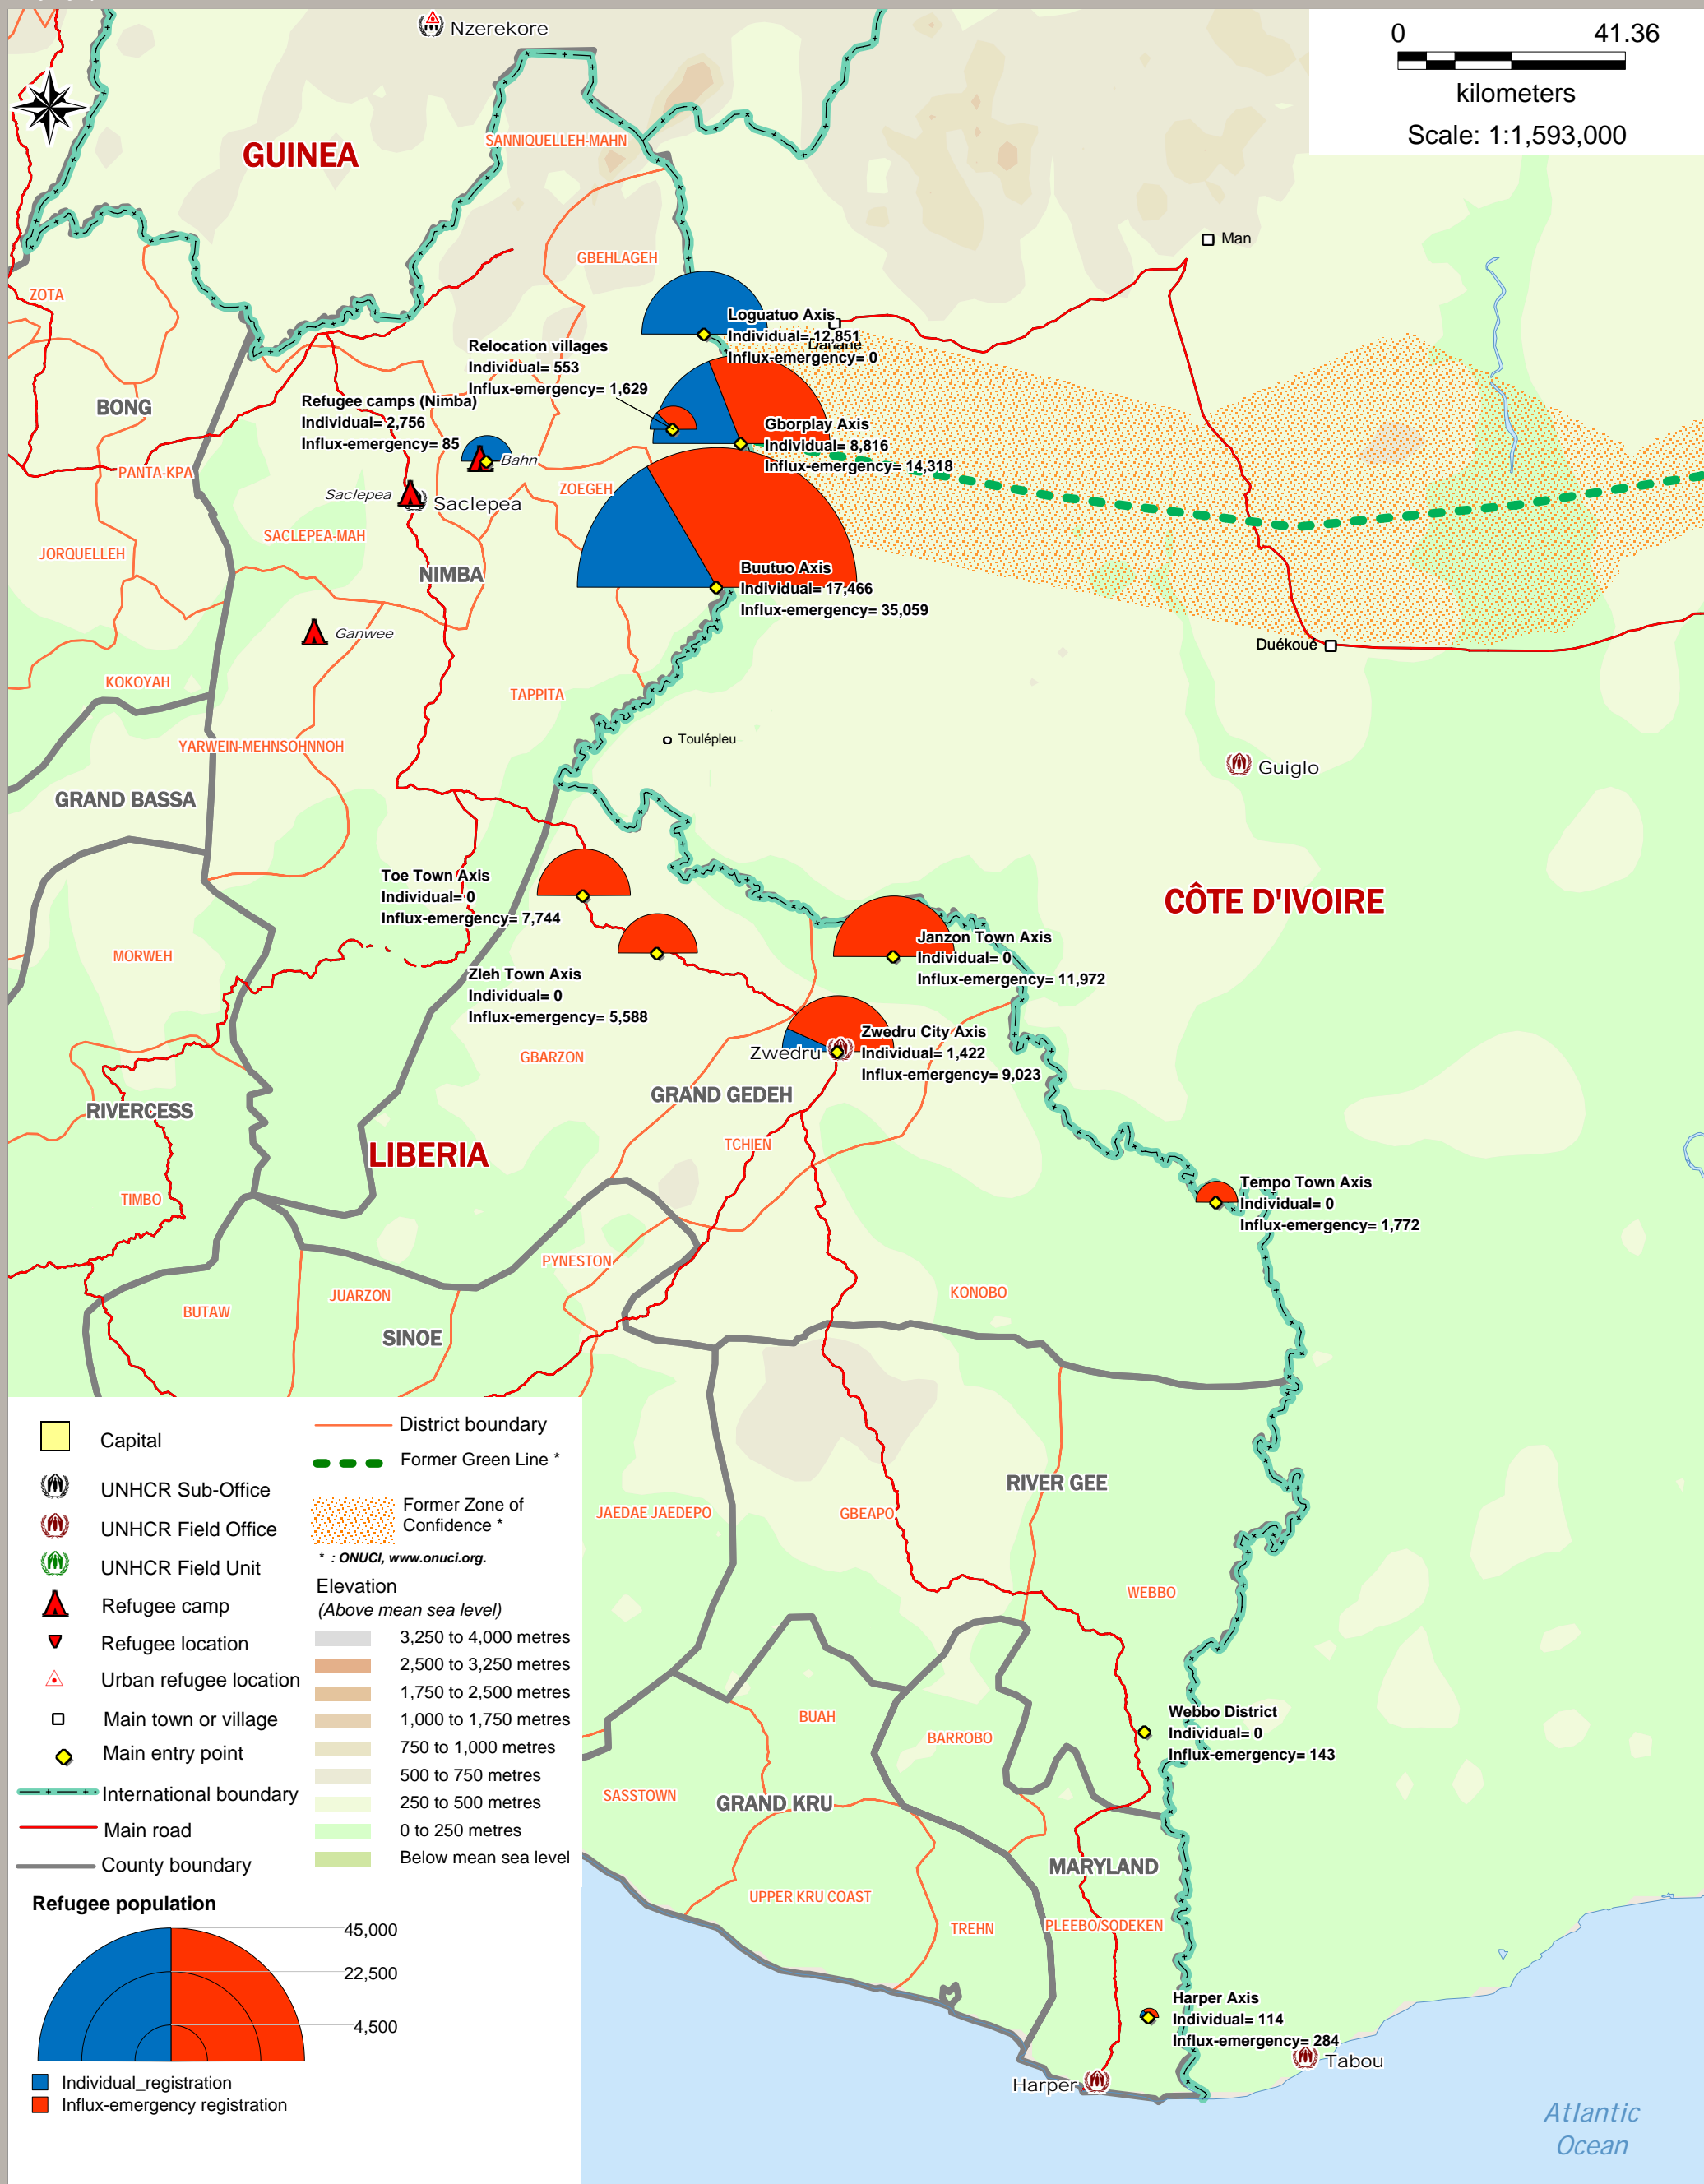 0 41.36
kilometers
Scale: 1:1,593,000
Nzerekore
GUINEA
SANNIQUELLEH-MAHN
GBEHLAGEH
Man
ZOTA
Loguatuo Axis
Individual= 12,851
Influx-emergency= 0
Danane
Relocation villages
Individual= 553
Influx-emergency= 1,629
Refugee camps (Nimba)
Individual= 2,756
Influx-emergency= 85
BONG
Gborplay Axis
Individual= 8,816
Influx-emergency= 14,318
Bahn
PANTA-KPA
ZOEGEH
Saclepea
Saclepea
SACLEPEA-MAH
JORQUELLEH
NIMBA
Buutuo Axis
Individual= 17,466
Influx-emergency= 35,059
Ganwee
Duékoue
KOKOYAH
TAPPITA
Toulépleu
YARWEIN-MEHNSOHNNOH
Guiglo
GRAND BASSA
Toe Town Axis
Individual= 0
Influx-emergency= 7,744
CÔTE D'IVOIRE
Janzon Town Axis
Individual= 0
Influx-emergency= 11,972
MORWEH
Zleh Town Axis
Individual= 0
Influx-emergency= 5,588
Zwedru
Zwedru City Axis
Individual= 1,422
Influx-emergency= 9,023
GBARZON
GRAND GEDEH
RIVERCESS
TCHIEN
LIBERIA
TIMBO
Tempo Town Axis
Individual= 0
Influx-emergency= 1,772
PYNESTON
JUARZON
BUTAW
KONOBO
SINOE
RIVER GEE
JAEDAE JAEDEPO
GBEAPO
WEBBO
Webbo District
Individual= 0
Influx-emergency= 143
BUAH
BARROBO
SASSTOWN
GRAND KRU
MARYLAND
UPPER KRU COAST
TREHN
PLEEBO/SODEKEN
Harper Axis
Individual= 114
Influx-emergency= 284
Tabou
Harper
Atlantic
Ocean
Capital
UNHCR Sub-Office
UNHCR Field Office
UNHCR Field Unit
Refugee camp
Refugee location
Urban refugee location
Main town or village
Main entry point
International boundary
Main road
County boundary
District boundary
Former Green Line *
Former Zone of
Confidence *
* : ONUCI, www.onuci.org.
Elevation
(Above mean sea level)
3,250 to 4,000 metres
2,500 to 3,250 metres
1,750 to 2,500 metres
1,000 to 1,750 metres
750 to 1,000 metres
500 to 750 metres
250 to 500 metres
0 to 250 metres
Below mean sea level
Refugee population
45,000
22,500
4,500
Individual_registration
Influx-emergency registration